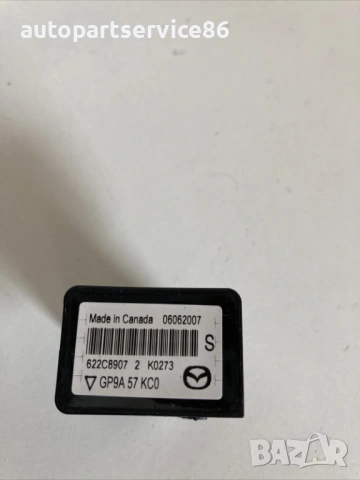 autopartservice86
Made in Canada 06062007
S
622C8907 2 K0273
GP9A 57 KC0
BAZAR